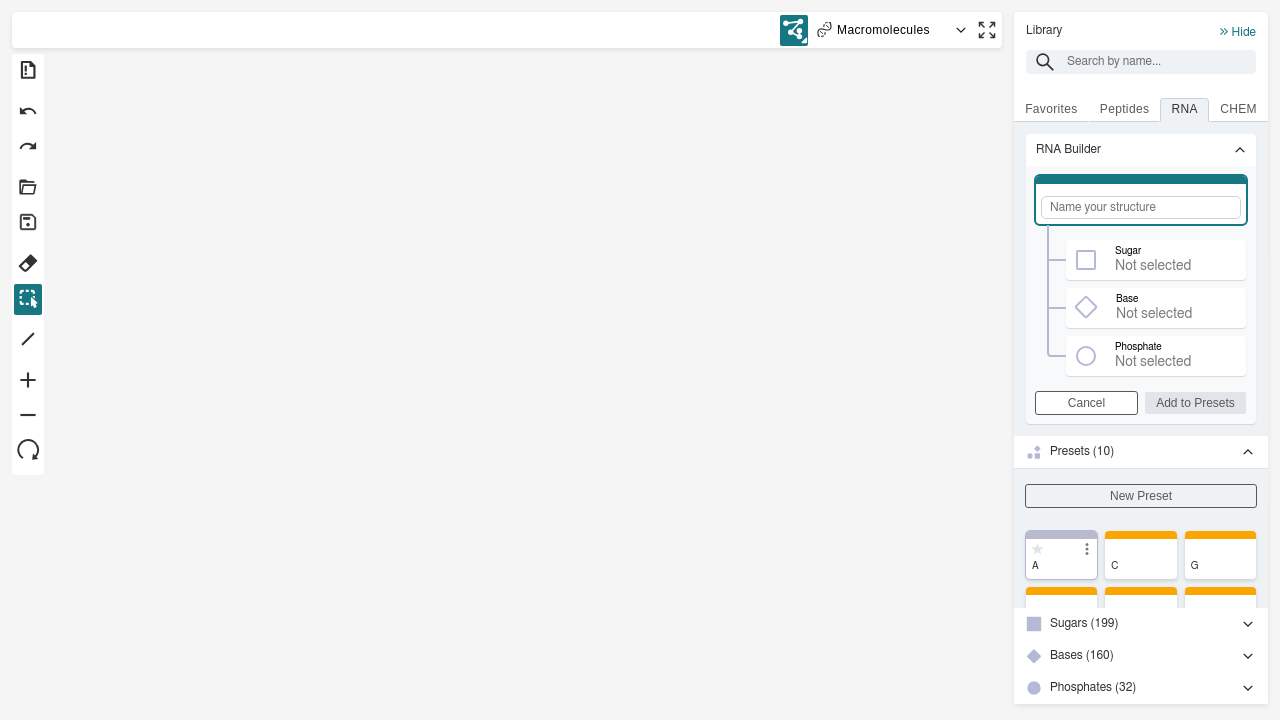 Macromolecules
Library
Hide
Search by name...
Favorites
Peptides
RNA
CHEM
RNA Builder
Name your structure
Sugar
Not selected
Base
Not selected
Phosphate
Not selected
Cancel
Add to Presets
Presets (10)
New Preset
A
C
G
Sugars (199)
Bases (160)
Phosphates (32)